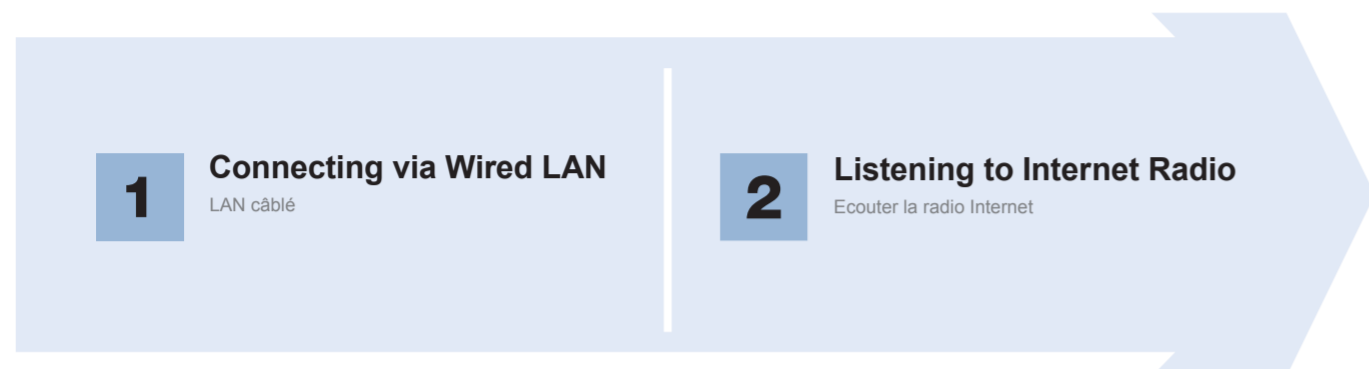 1
Connecting via Wired LAN
LAN câblé
2
Listening to Internet Radio
Ecouter la radio Internet